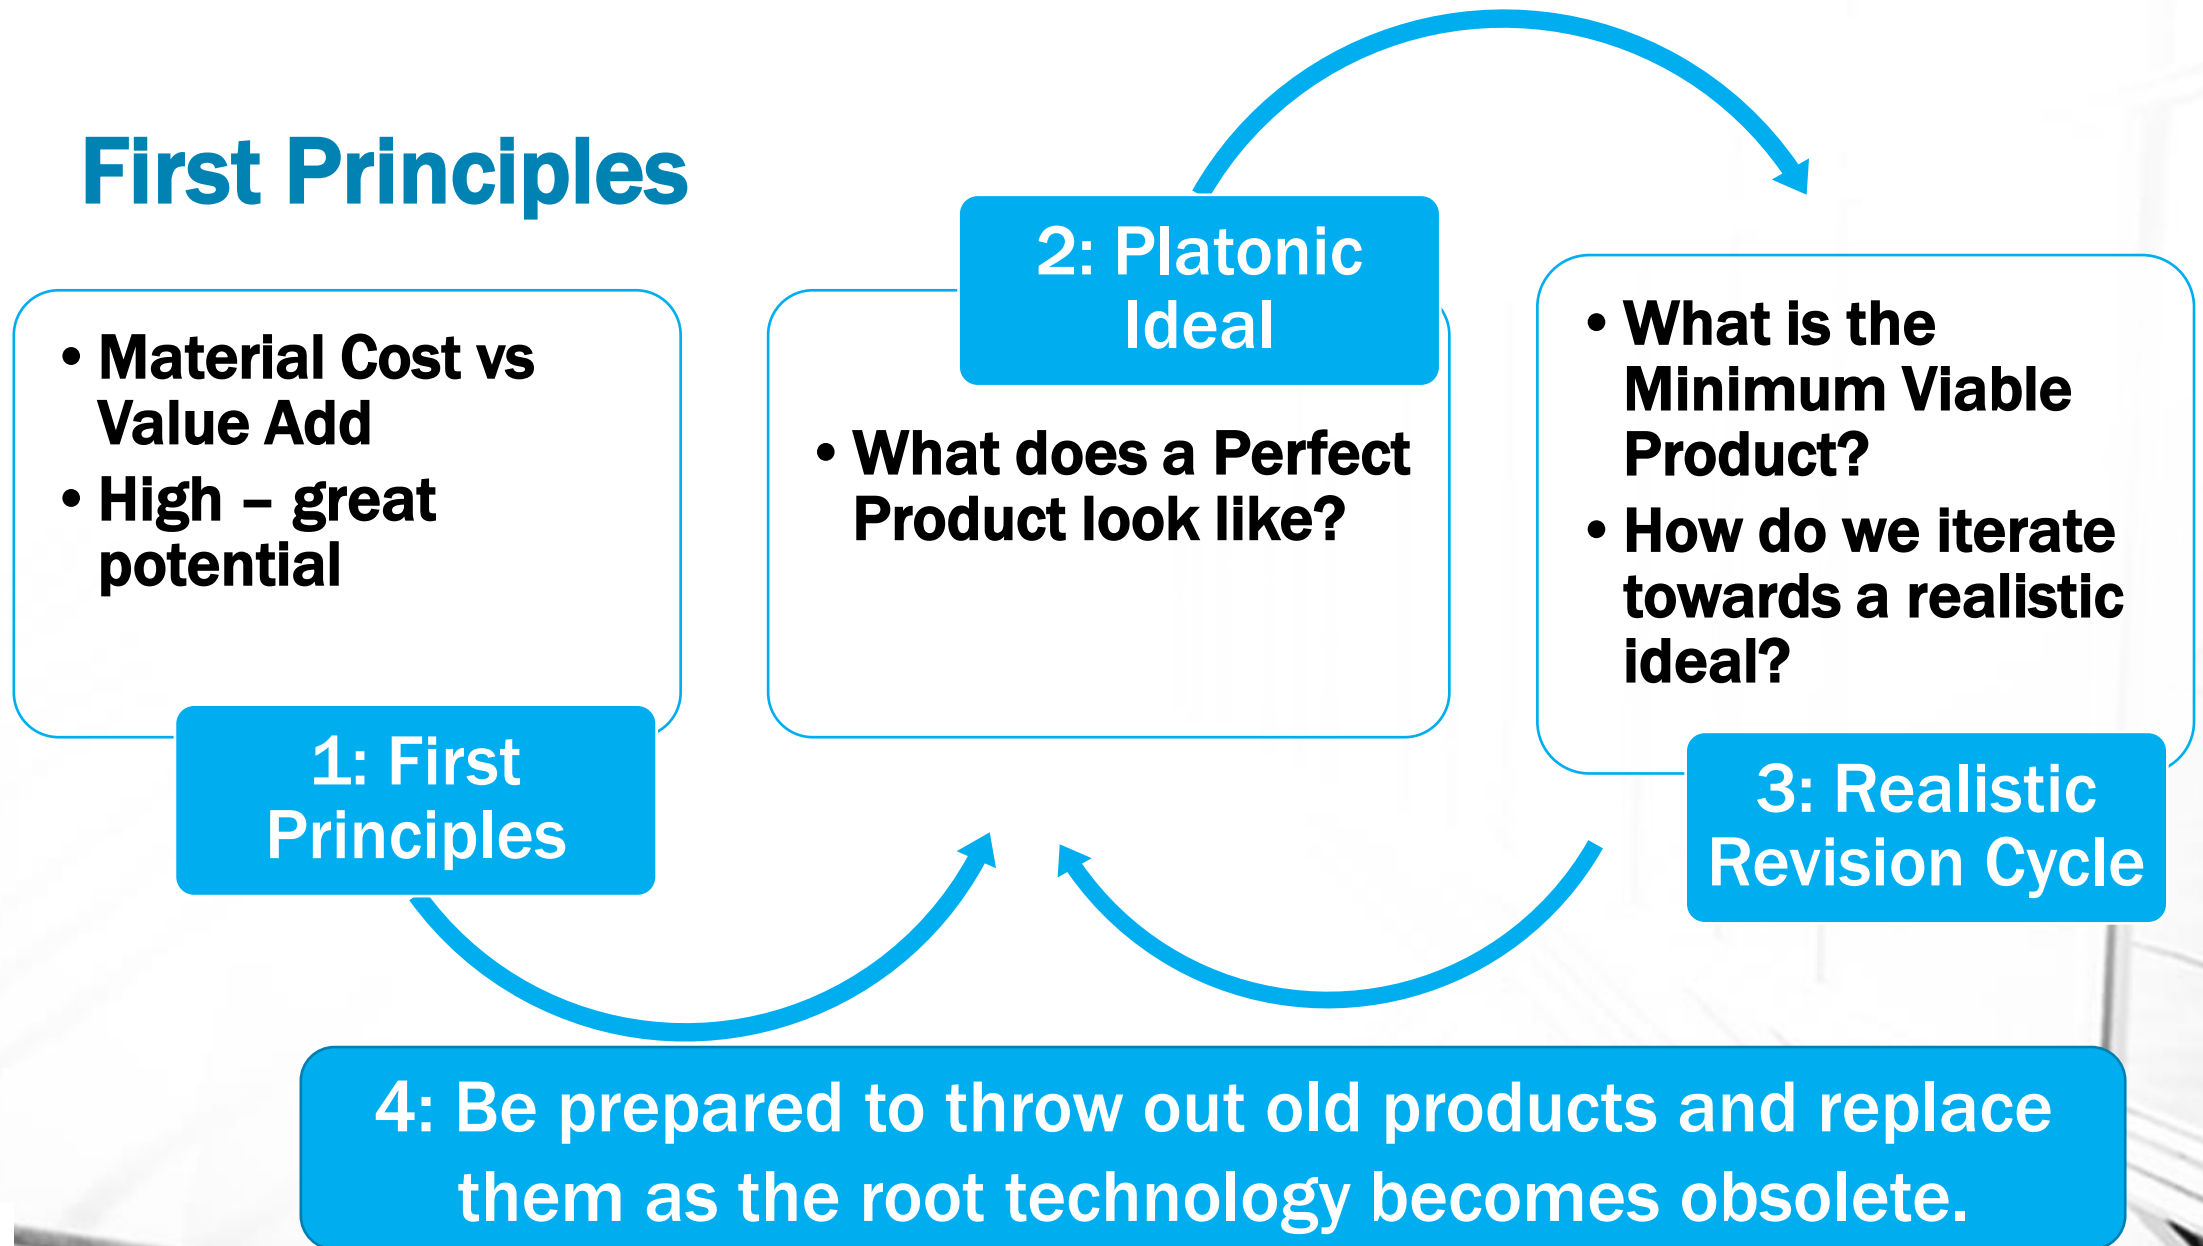 First Principles
• Material Cost vs
Value Add
• High – great
potential
1: First
Principles
2: Platonic
Ideal
• What does a Perfect
Product look like?
• What is the
Minimum Viable
Product?
• How do we iterate
towards a realistic
ideal?
3: Realistic
Revision Cycle
4: Be prepared to throw out old products and replace
them as the root technology becomes obsolete.